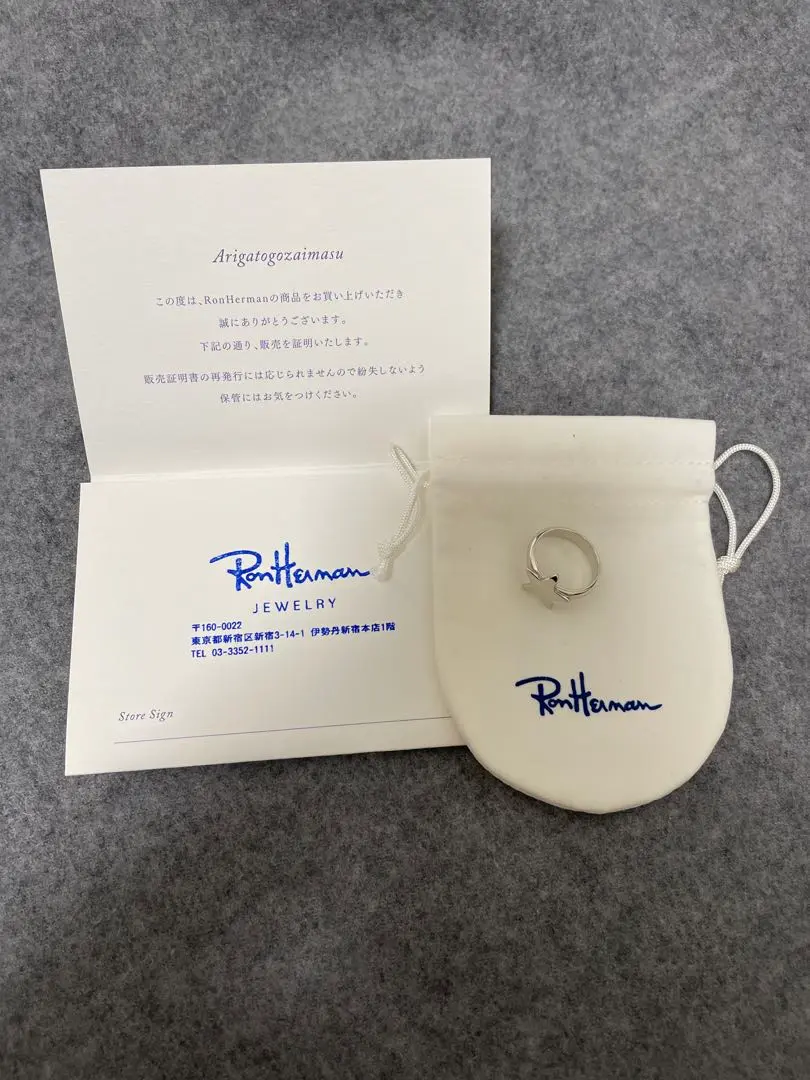 Arigatogozaimasu
この度は、RonHermanの商品をお買い上げいただき
誠にありがとうございます。
下記の通り、販売を証明いたします。
販売証明書の再発行には応じられませんので紛失しないよう
保管にはお気をつけください。
RonHerman
JEWELRY
〒160-0022
東京都新宿区新宿3-14-1 伊勢丹新宿本店1階
TEL 03-3352-1111
Store Sign
RonHerman